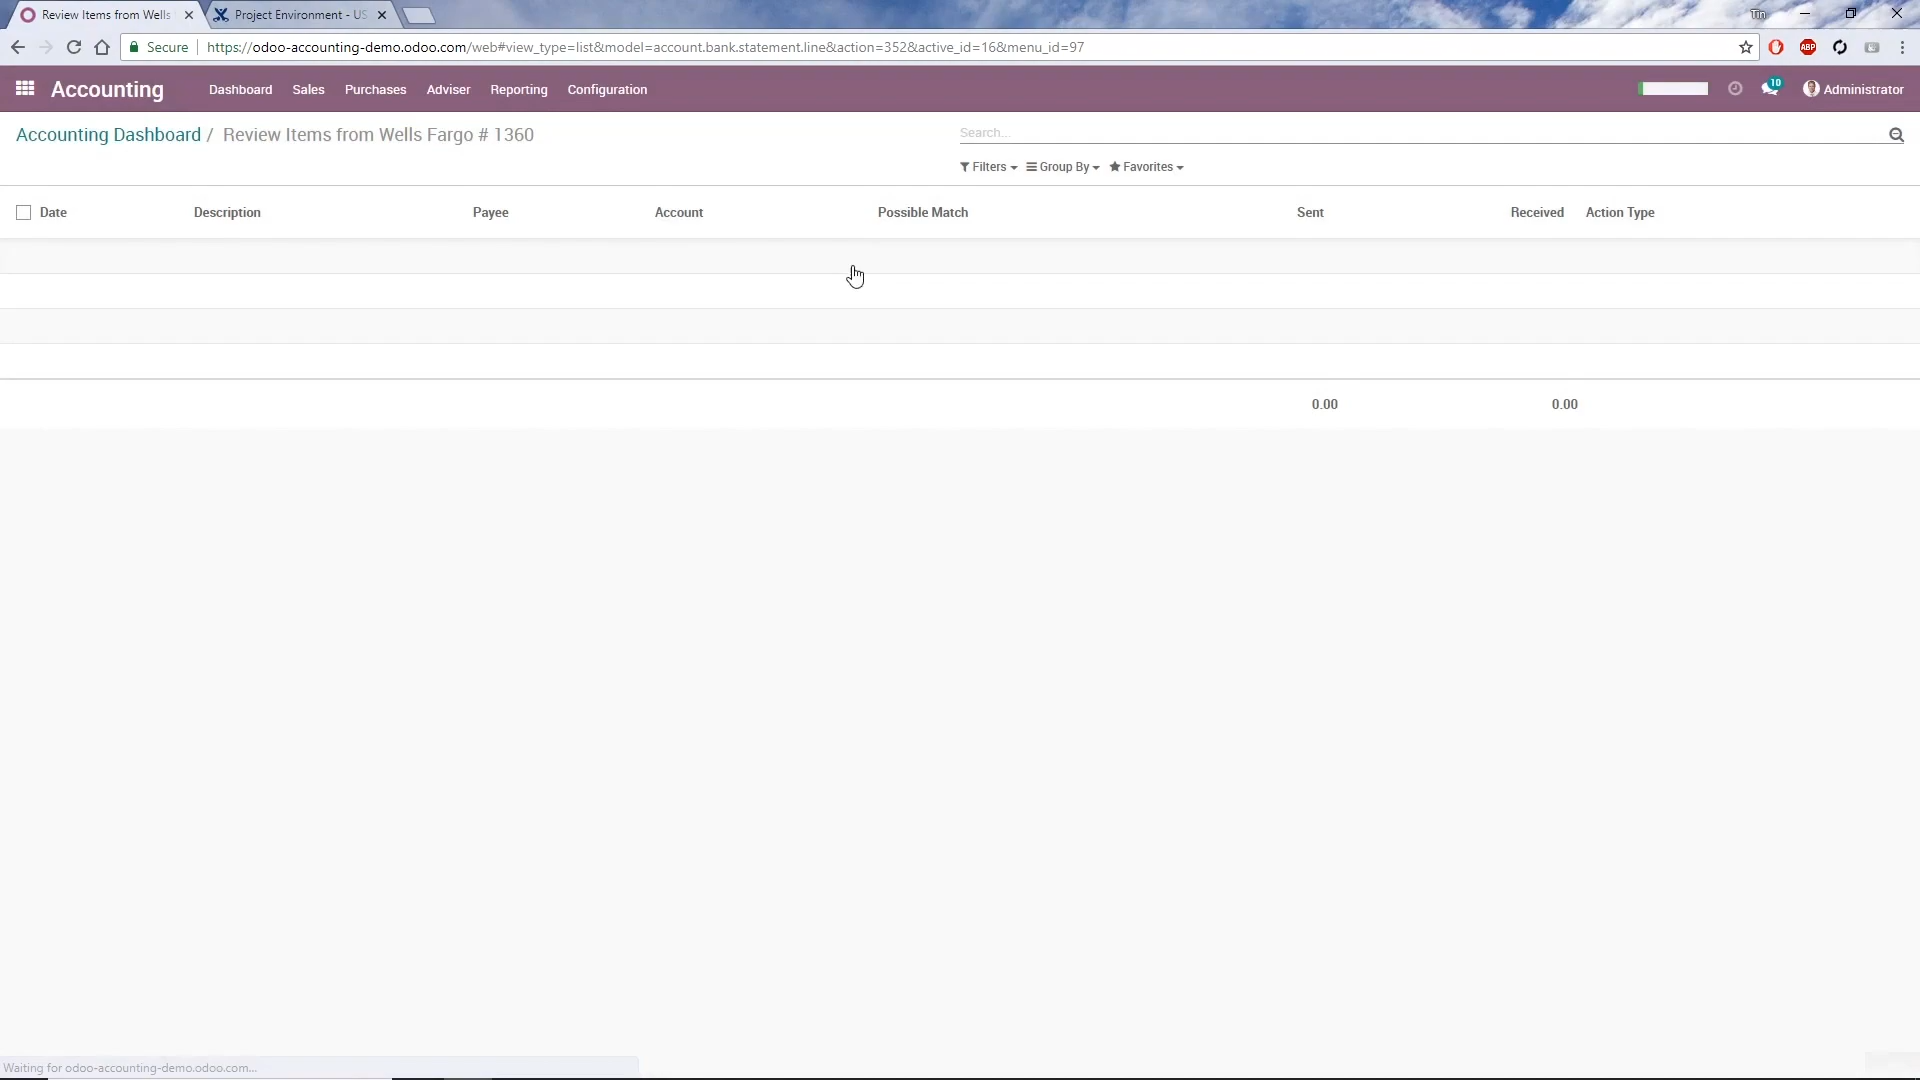 Review Items from Wells
Project Environment - US
Tin
Secure
https://odoo-accounting-demo.odoo.com/web#view_type=list&model=account.bank.statement.line&action=352&active_id=16&menu_id=97
ABP
Accounting
Dashboard
Sales
Purchases
Adviser
Reporting
Configuration
10
Administrator
Accounting Dashboard / Review Items from Wells Fargo # 1360
Search...
Filters
Group By
Favorites
Date
Description
Payee
Account
Possible Match
Sent
Received
Action Type
0.00
0.00
Waiting for odoo-accounting-demo.odoo.com...